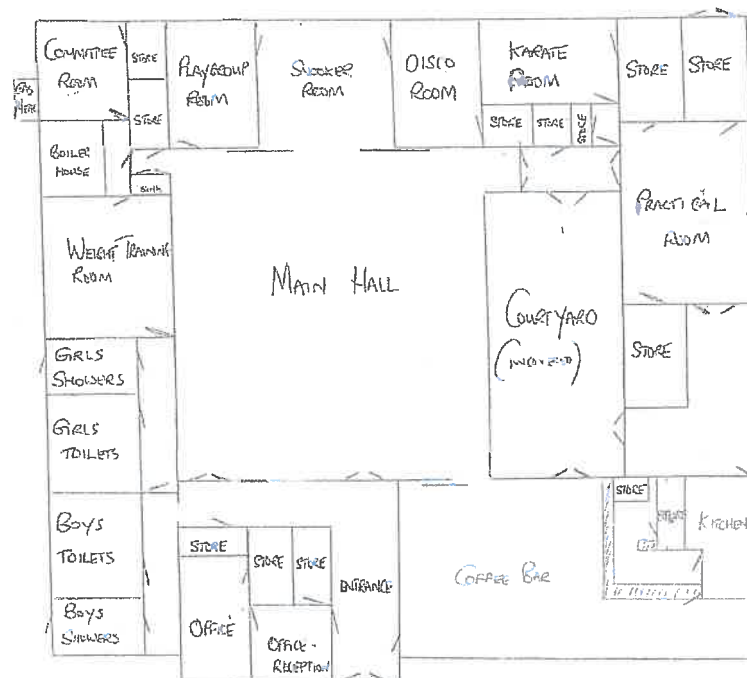 COMMITTEE
ROOM
STORE
STORE
PLAYGROUP
ROOM
SNOOKER
ROOM
DISCO
ROOM
KARATE
ROOM
STORE
STORE
STORE
STORE
STORE
BOILER
HOUSE
WEIGHT TRAINING
ROOM
MAIN HALL
PRACTICAL
ROOM
COURTYARD
STORE
GIRLS
SHOWERS
GIRLS
TOILETS
BOYS
TOILETS
BOYS
SHOWERS
STORE
STORE
STORE
OFFICE
OFFICE -
RECEPTION
ENTRANCE
COFFEE BAR
STORE
STORE
KITCHEN